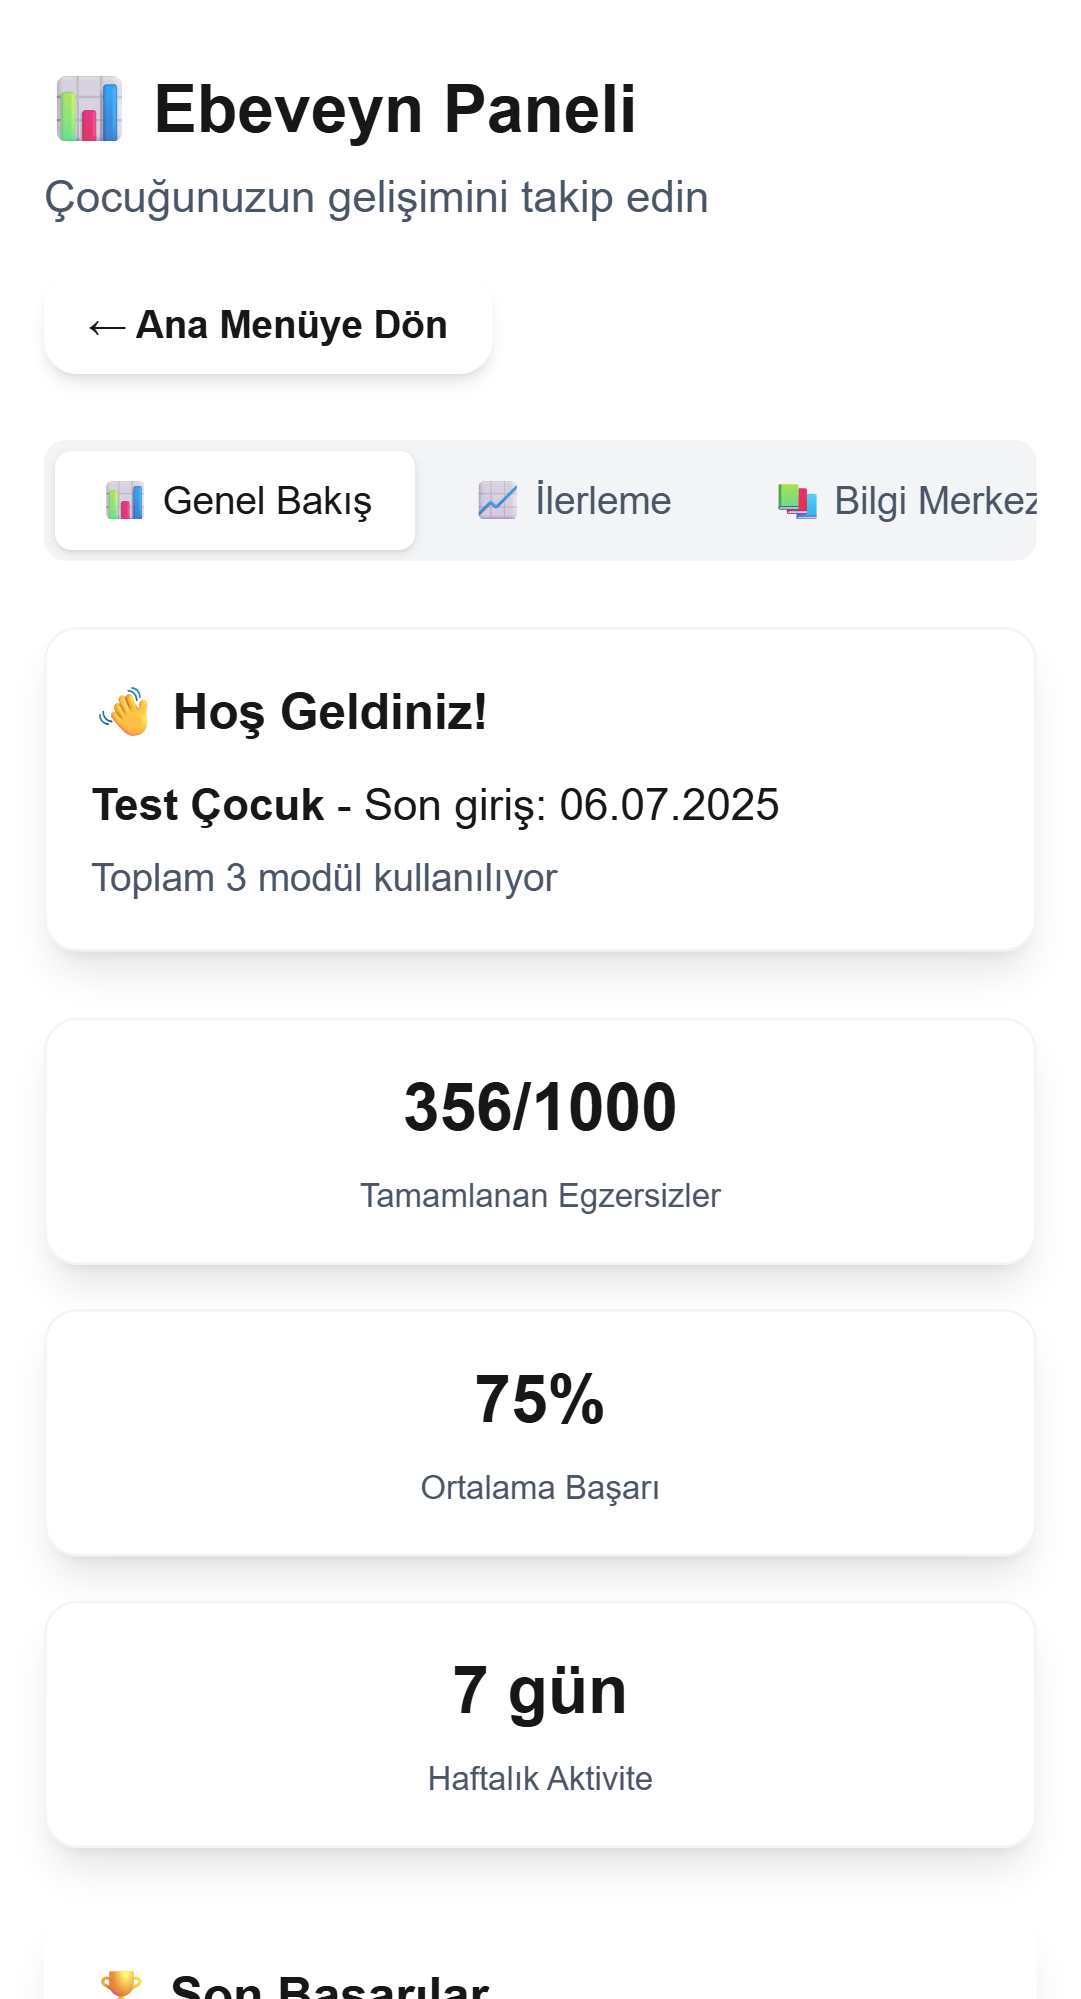 Ebeveyn Paneli
Çocuğunuzun gelişimini takip edin
← Ana Menüye Dön
Genel Bakış
İlerleme
Bilgi Merkez
Hoş Geldiniz!
Test Çocuk - Son giriş: 06.07.2025
Toplam 3 modül kullanılıyor
356/1000
Tamamlanan Egzersizler
75%
Ortalama Başarı
7 gün
Haftalık Aktivite
Son Başarılar